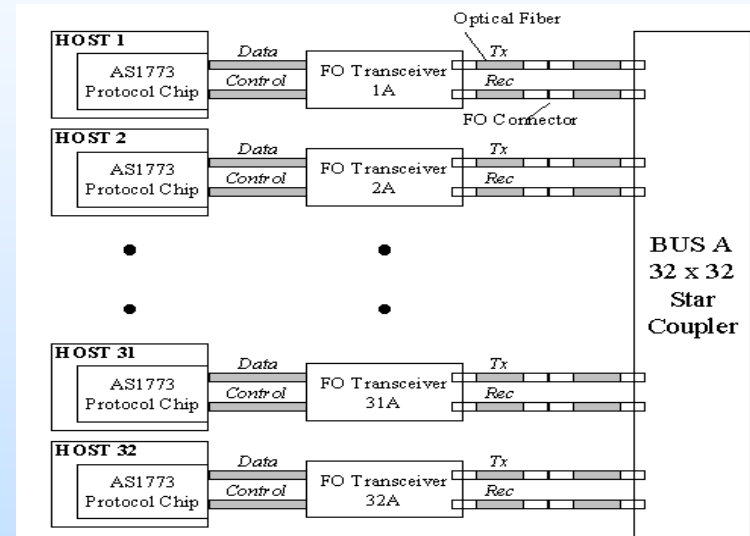 Optical Fiber
HOST 1
AS1773
Protocol Chip
Data
Control
FO Transceiver
1A
Tx
Rec
FO Connector
HOST 2
AS1773
Protocol Chip
Data
Control
FO Transceiver
2A
Tx
Rec
BUS A
32 x 32
Star
Coupler
HOST 31
AS1773
Protocol Chip
Data
Control
FO Transceiver
31A
Tx
Rec
HOST 32
AS1773
Protocol Chip
Data
Control
FO Transceiver
32A
Tx
Rec